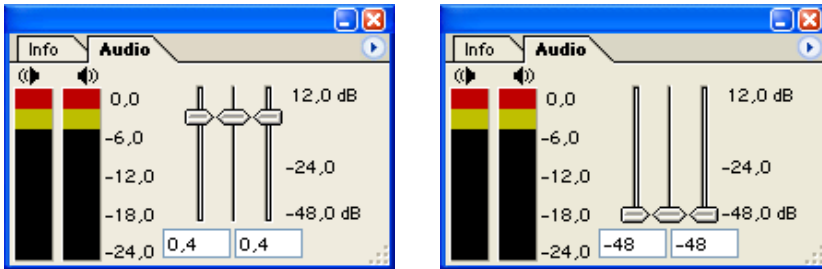 Info Audio
0,0 12,0 dB
-6,0
-12,0 -24,0
-18,0 -48,0 dB
-24,0 0,4 0,4
Info Audio
0,0 12,0 dB
-6,0
-12,0 -24,0
-18,0 -48,0 dB
-24,0 -48 -48